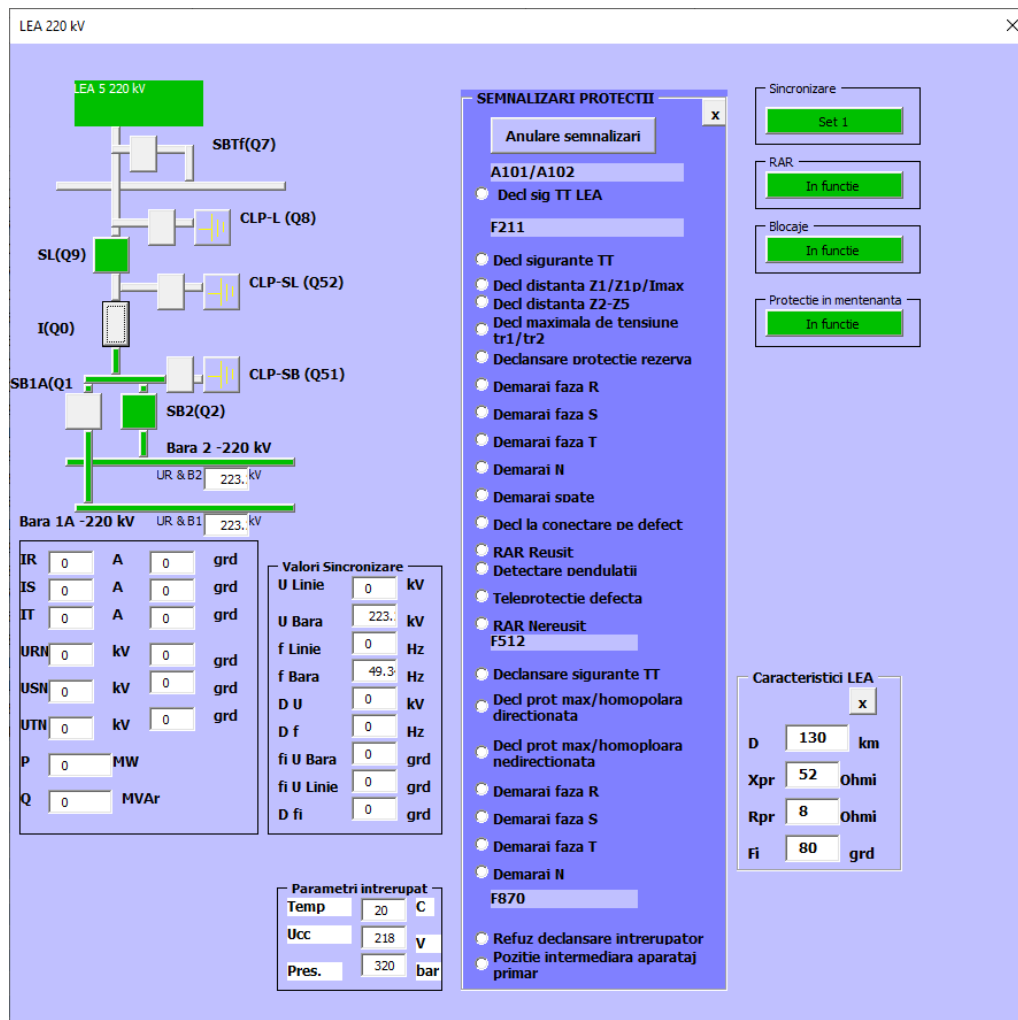 LEA 220 kV
LEA 5 220 kV
SBTf(Q7)
CLP-L (Q8)
SL(Q9)
CLP-SL (Q52)
I(Q0)
CLP-SB (Q51)
SB1A(Q1
SB2(Q2)
Bara 2 -220 kV
UR & B2 223. kV
Bara 1A -220 kV UR & B1 223. kV
IR 0 A 0 grd
IS 0 A 0 grd
IT 0 A 0 grd
URN 0 kV 0 grd
USN 0 kV 0 grd
UTN 0 kV 0 grd
P 0 MW
Q 0 MVAr
Valori Sincronizare
U Linie 0 kV
U Bara 223. kV
f Linie 0 Hz
f Bara 49.3 Hz
D U 0 kV
D f 0 Hz
fi U Bara 0 grd
fi U Linie 0 grd
D fi 0 grd
Parametri intrerupat
Temp 20 C
Ucc 218 V
Pres. 320 bar
SEMNALIZARI PROTECTII
x
Anulare semnalizari
A101/A102
Decl sig TT LEA
F211
Decl sigurante TT
Decl distanta Z1/Z1p/Imax
Decl distanta Z2-Z5
Decl maximala de tensiune
tr1/tr2
Declansare protectie rezerva
Demarai faza R
Demarai faza S
Demarai faza T
Demarai N
Demarai spate
Decl la conectare pe defect
RAR Reusit
Detectare pendulatii
Teleprotectie defecta
RAR Nereusit
F512
Declansare sigurante TT
Decl prot max/homopolara
directionata
Decl prot max/homoploara
nedirectionata
Demarai faza R
Demarai faza S
Demarai faza T
Demarai N
F870
Refuz declansare intrerupator
Pozitie intermediara aparataj
primar
Sincronizare
Set 1
RAR
In functie
Blocaje
In functie
Protectie in mentenanta
In functie
Caracteristici LEA
x
D 130 km
Xpr 52 Ohmi
Rpr 8 Ohmi
Fi 80 grd